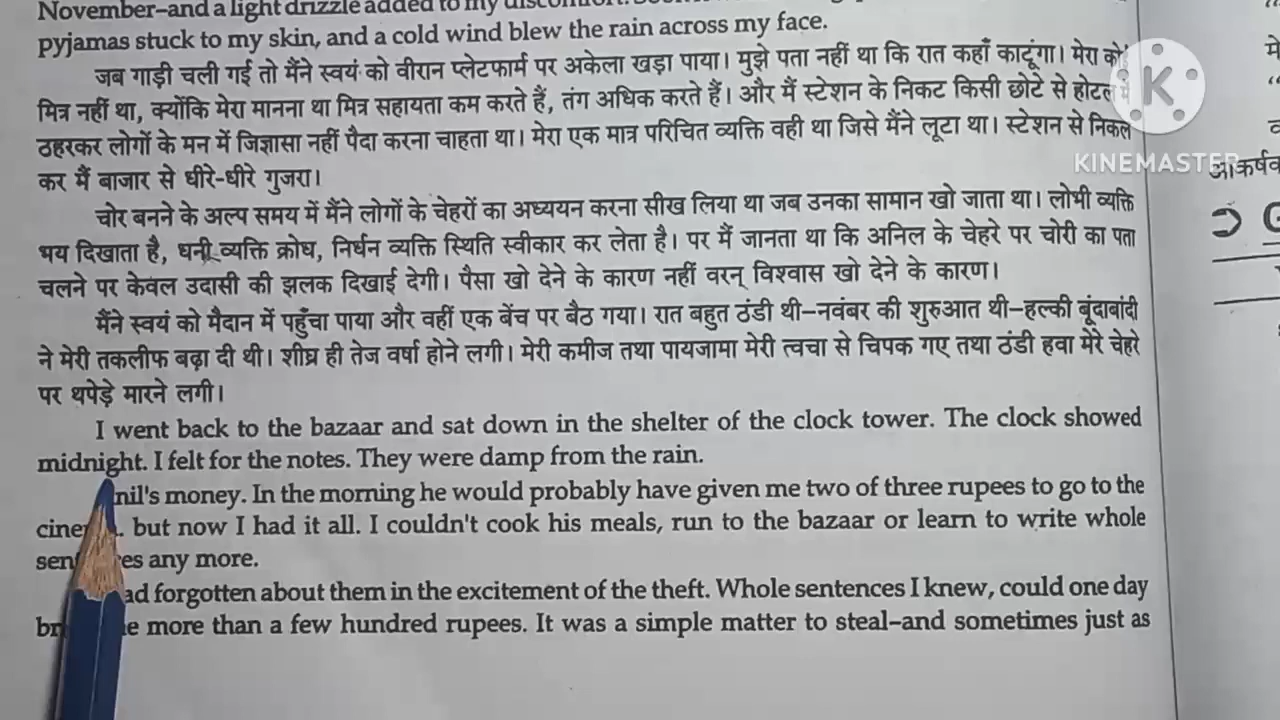 November–and a light drizzle added to my
pyjamas stuck to my skin, and a cold wind blew the rain across my face.
जब गाड़ी चली गई तो मैंने स्वयं को वीरान प्लेटफार्म पर अकेला खड़ा पाया। मुझे पता नहीं था कि रात कहाँ काटूंगा। मेरा
मित्र नहीं था, क्योंकि मेरा मानना था मित्र सहायता कम करते हैं, तंग अधिक करते हैं। और मैं स्टेशन के निकट किसी छोटे से होटल
ठहरकर लोगों के मन में जिज्ञासा नहीं पैदा करना चाहता था। मेरा एक मात्र परिचित व्यक्ति वही था जिसे मैंने लूटा था। स्टेशन से निकल
कर मैं बाजार से धीरे-धीरे गुजरा।
चोर बनने के अल्प समय में मैंने लोगों के चेहरों का अध्ययन करना सीख लिया था जब उनका सामान खो जाता था। लोभी व्यक्ति
भय दिखाता है, धनी व्यक्ति क्रोध, निर्धन व्यक्ति स्थिति स्वीकार कर लेता है। पर मैं जानता था कि अनिल के चेहरे पर चोरी का पता
चलने पर केवल उदासी की झलक दिखाई देगी। पैसा खो देने के कारण नहीं वरन् विश्वास खो देने के कारण।
मैंने स्वयं को मैदान में पहुँचा पाया और वहीं एक बेंच पर बैठ गया। रात बहुत ठंडी थी–नवंबर की शुरुआत थी–हल्की बूंदाबांदी
ने मेरी तकलीफ बढ़ा दी थी। शीघ्र ही तेज वर्षा होने लगी। मेरी कमीज तथा पायजामा मेरी त्वचा से चिपक गए तथा ठंडी हवा मेरे चेहरे
पर थपेड़े मारने लगी।
I went back to the bazaar and sat down in the shelter of the clock tower. The clock showed
midnight. I felt for the notes. They were damp from the rain.
nil's money. In the morning he would probably have given me two of three rupees to go to the
but now I had it all. I couldn't cook his meals, run to the bazaar or learn to write whole
any more.
forgotten about them in the excitement of the theft. Whole sentences I knew, could one day
more than a few hundred rupees. It was a simple matter to steal–and sometimes just as
K
KINEMASTER
आकर्षक